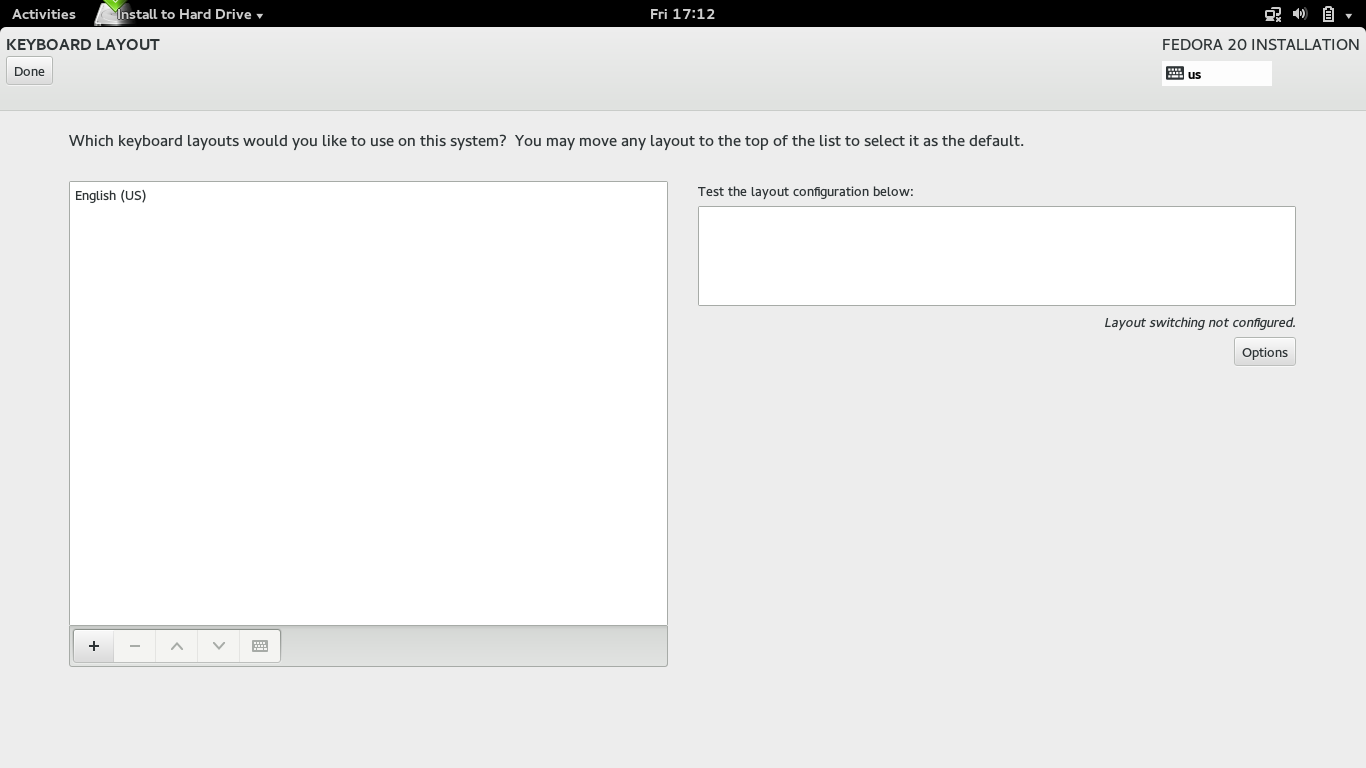 Activities Install to Hard Drive Fri 17:12
KEYBOARD LAYOUT FEDORA 20 INSTALLATION
Done us
Which keyboard layouts would you like to use on this system?  You may move any layout to the top of the list to select it as the default.
English (US)
Test the layout configuration below:
Layout switching not configured.
Options